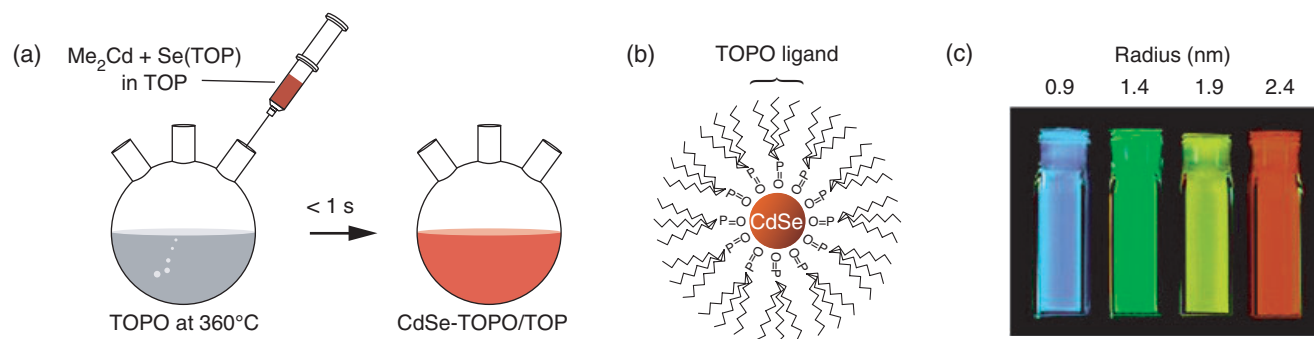 (a)
Me₂Cd + Se(TOP)
in TOP
< 1 s
TOPO at 360°C
CdSe-TOPO/TOP
(b)
TOPO ligand
CdSe
P=O
P=O
P=O
P=O
P=O
P=O
O=P
O=P
O=P
O=P
O=P
O=P
(c)
Radius (nm)
0.9 1.4 1.9 2.4